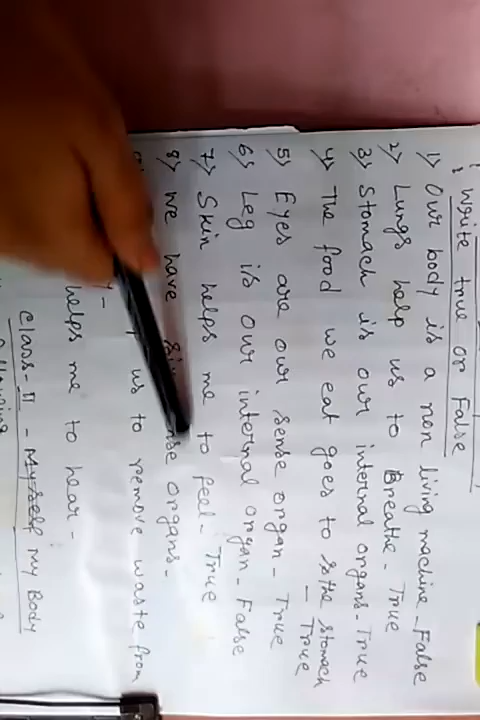 Write true or False
1) Our body is a non living machine - False
2) Lungs help us to Breathe - True
3) Stomach is our internal organs - True
4) The food we eat goes to the stomach
- True
5) Eyes are our sense organ - True
6) Leg is our internal organ - False
7) Skin helps me to feel - True
8) We have organs -
us to remove waste from
helps me to hear -
Class - II - Myself my Body